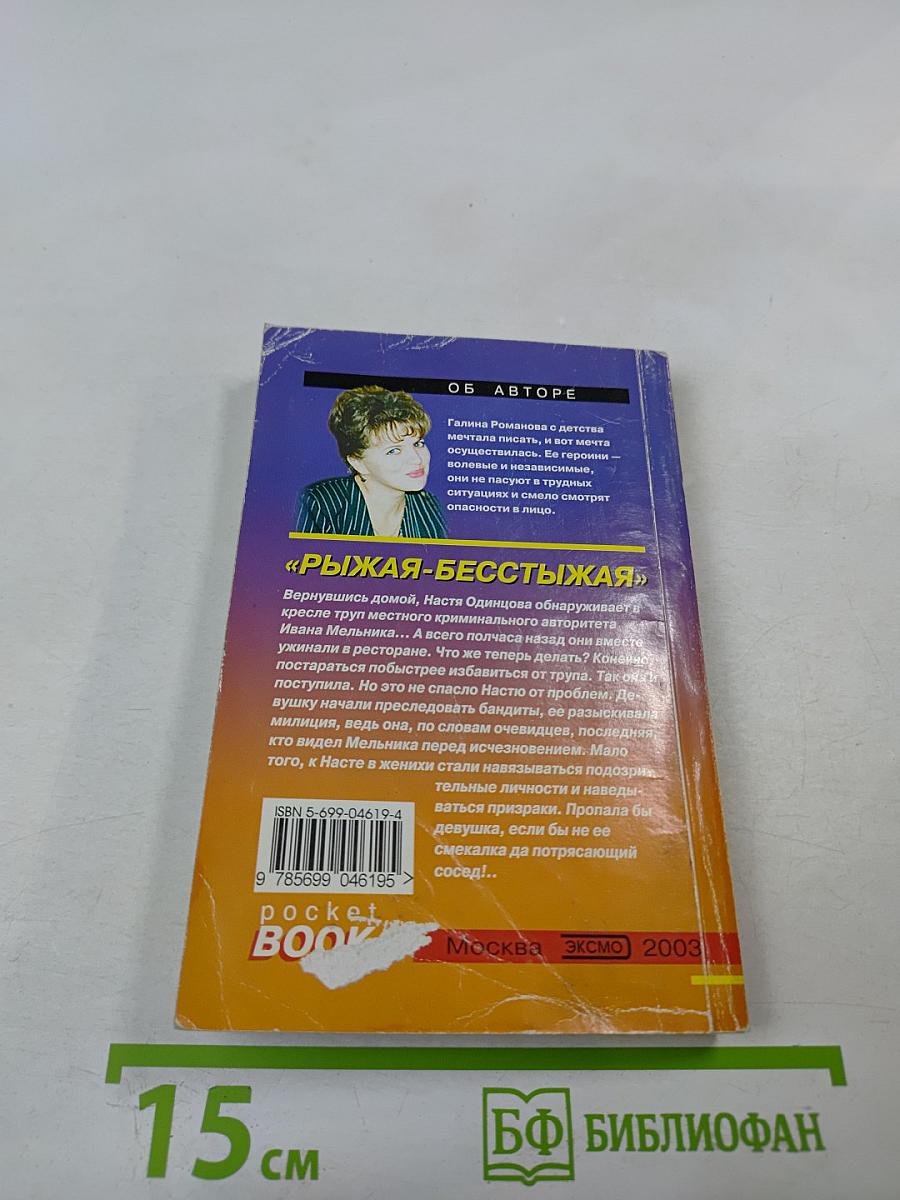 ОБ АВТОРЕ
Галина Романова с детства
мечтала писать, и вот мечта
осуществилась. Ее героини —
волевые и независимые,
они не пасуют в трудных
ситуациях и смело смотрят
опасности в лицо.
«РЫЖАЯ-БЕССТЫЖАЯ»
Вернувшись домой, Настя Одинцова обнаруживает в
кресле труп местного криминального авторитета
Ивана Мельника... А всего полчаса назад они вместе
ужинали в ресторане. Что же теперь делать? Конечно,
постараться побыстрее избавиться от трупа. Так она и
поступила. Но это не спасло Настю от проблем. Де-
вушку начали преследовать бандиты, ее разыскивала
милиция, ведь она, по словам очевидцев, последняя,
кто видел Мельника перед исчезновением. Мало
того, к Насте в женихи стали навязываться подозри-
тельные личности и наведы-
ваться призраки. Пропала бы
девушка, если бы не ее
смекалка да потрясающий
сосед!..
ISBN 5-699-04619-4
9 785699 046195 >
pocket
BOOK
Москва ЭКСМО 2003
15 см
БФ БИБЛИОФАН